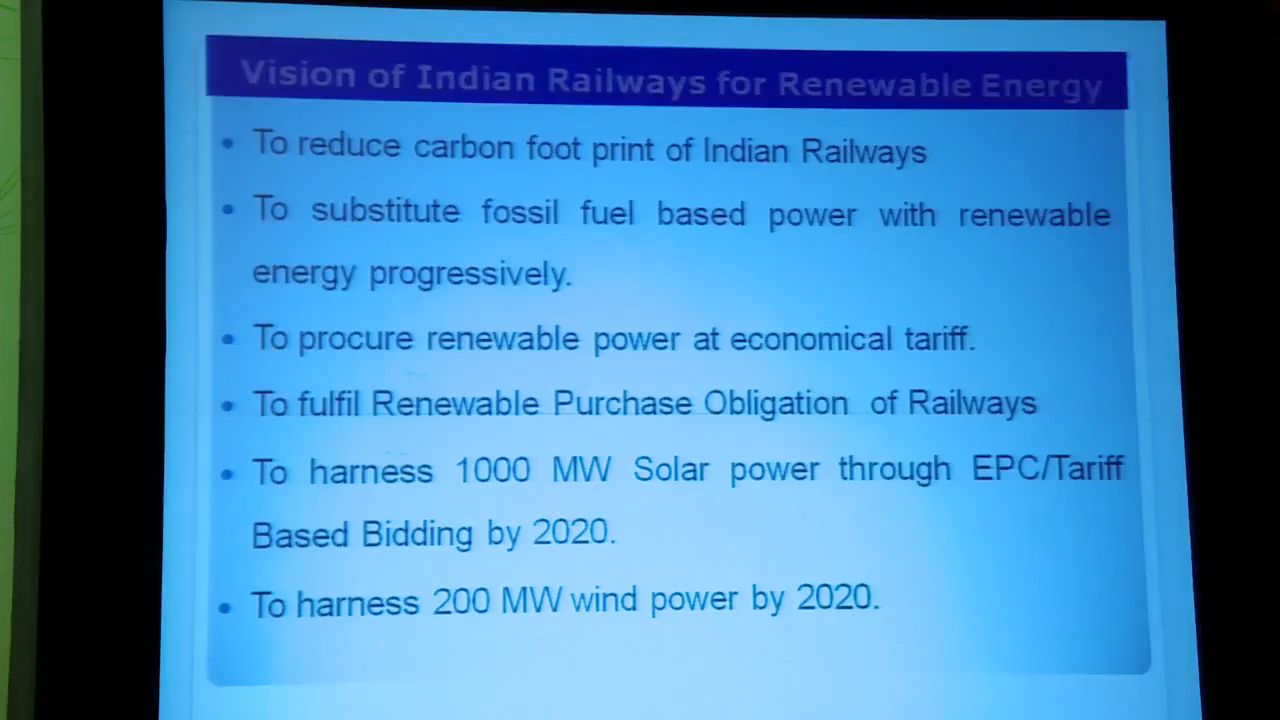 Vision of Indian Railways for Renewable Energy
• To reduce carbon foot print of Indian Railways
• To substitute fossil fuel based power with renewable
energy progressively.
• To procure renewable power at economical tariff.
• To fulfil Renewable Purchase Obligation of Railways
• To harness 1000 MW Solar power through EPC/Tariff
Based Bidding by 2020.
• To harness 200 MW wind power by 2020.